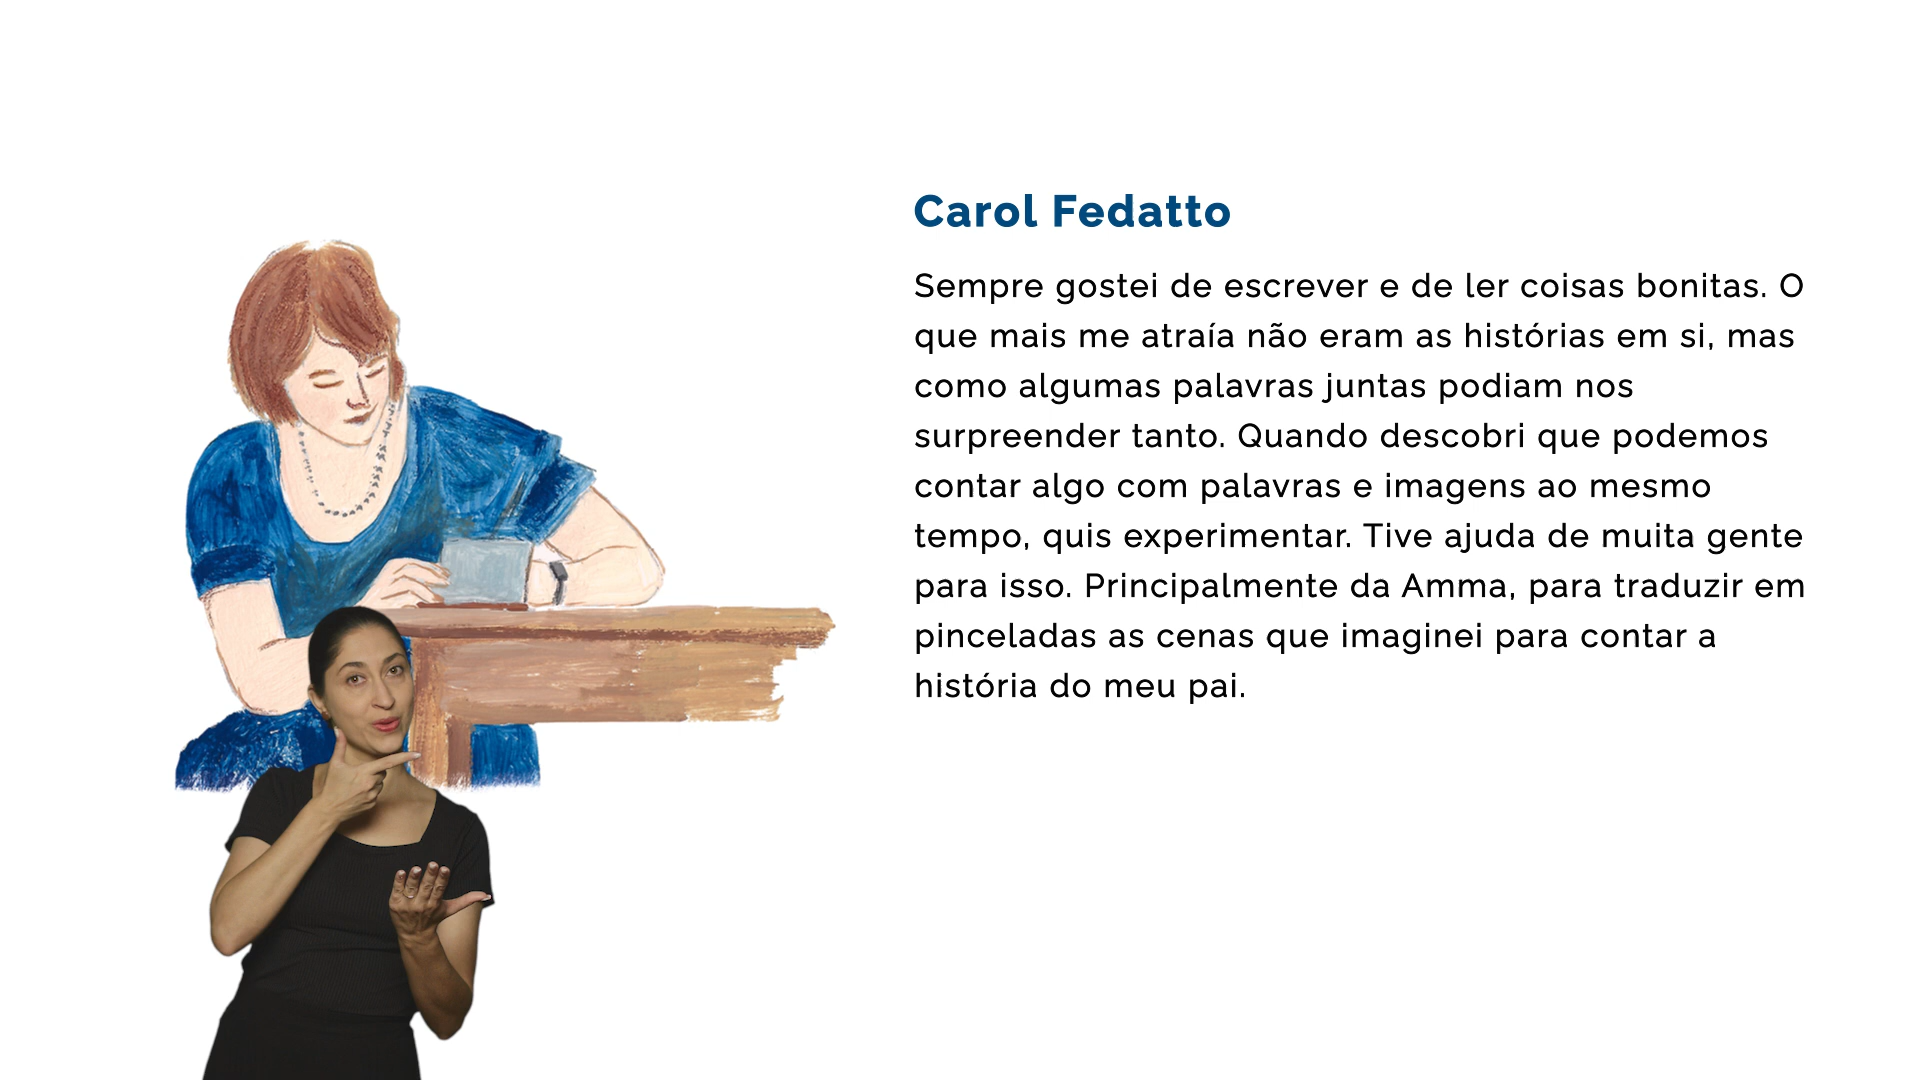 Carol Fedatto
Sempre gostei de escrever e de ler coisas bonitas. O
que mais me atraía não eram as histórias em si, mas
como algumas palavras juntas podiam nos
surpreender tanto. Quando descobri que podemos
contar algo com palavras e imagens ao mesmo
tempo, quis experimentar. Tive ajuda de muita gente
para isso. Principalmente da Amma, para traduzir em
pinceladas as cenas que imaginei para contar a
história do meu pai.